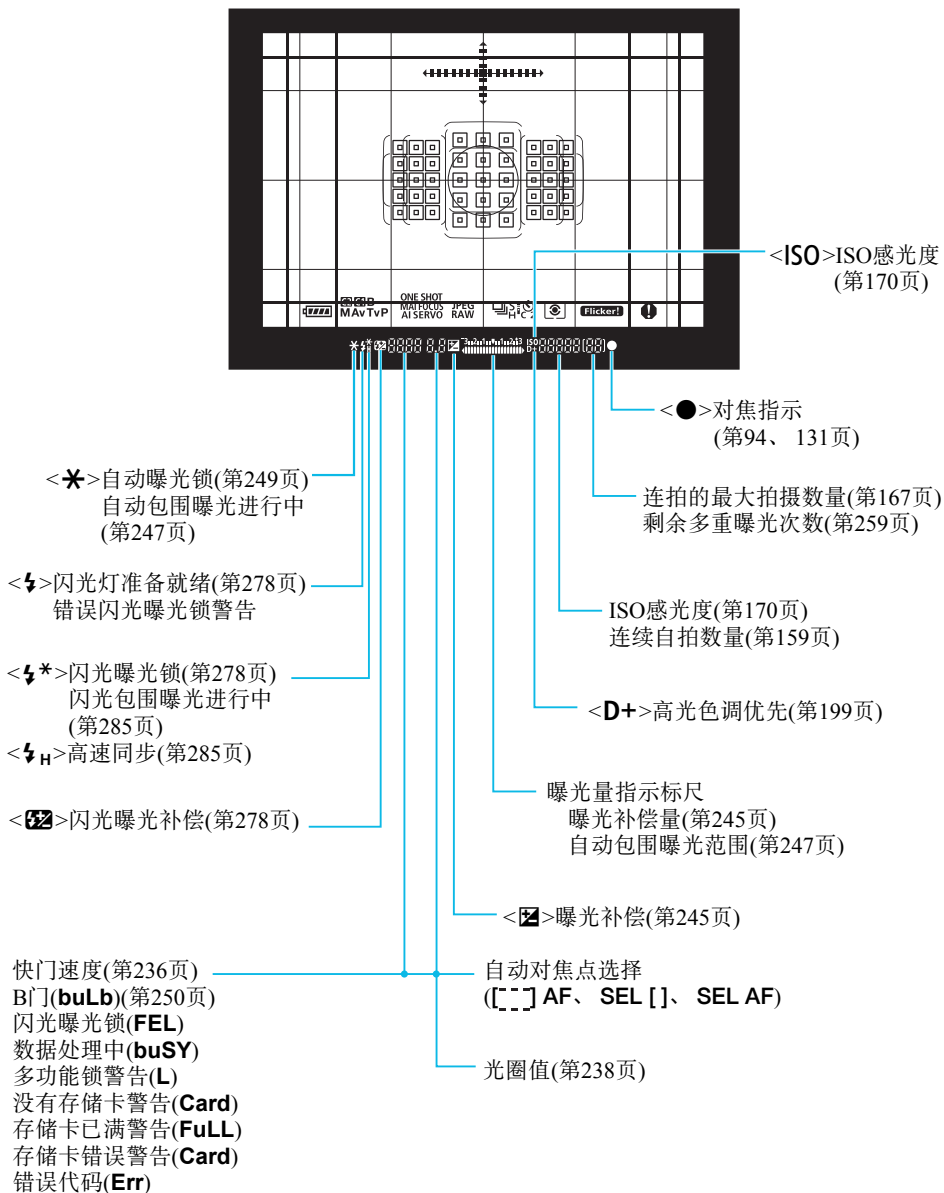 ONE SHOT
M Av Tv P
MAI FOCUS
AI SERVO
JPEG
RAW
Flicker!
<ISO>ISO感光度
(第170页)
<●>对焦指示
(第94、 131页)
<✱>自动曝光锁(第249页)
自动包围曝光进行中
(第247页)
连拍的最大拍摄数量(第167页)
剩余多重曝光次数(第259页)
<⚡>闪光灯准备就绪(第278页)
错误闪光曝光锁警告
ISO感光度(第170页)
连续自拍数量(第159页)
<⚡*>闪光曝光锁(第278页)
闪光包围曝光进行中
(第285页)
<⚡H>高速同步(第285页)
<D+>高光色调优先(第199页)
曝光量指示标尺
曝光补偿量(第245页)
自动包围曝光范围(第247页)
<>闪光曝光补偿(第278页)
<>曝光补偿(第245页)
快门速度(第236页)
B门(buLb)(第250页)
闪光曝光锁(FEL)
数据处理中(buSY)
多功能锁警告(L)
没有存储卡警告(Card)
存储卡已满警告(FuLL)
存储卡错误警告(Card)
错误代码(Err)
自动对焦点选择
([ ] AF、 SEL [ ]、 SEL AF)
光圈值(第238页)